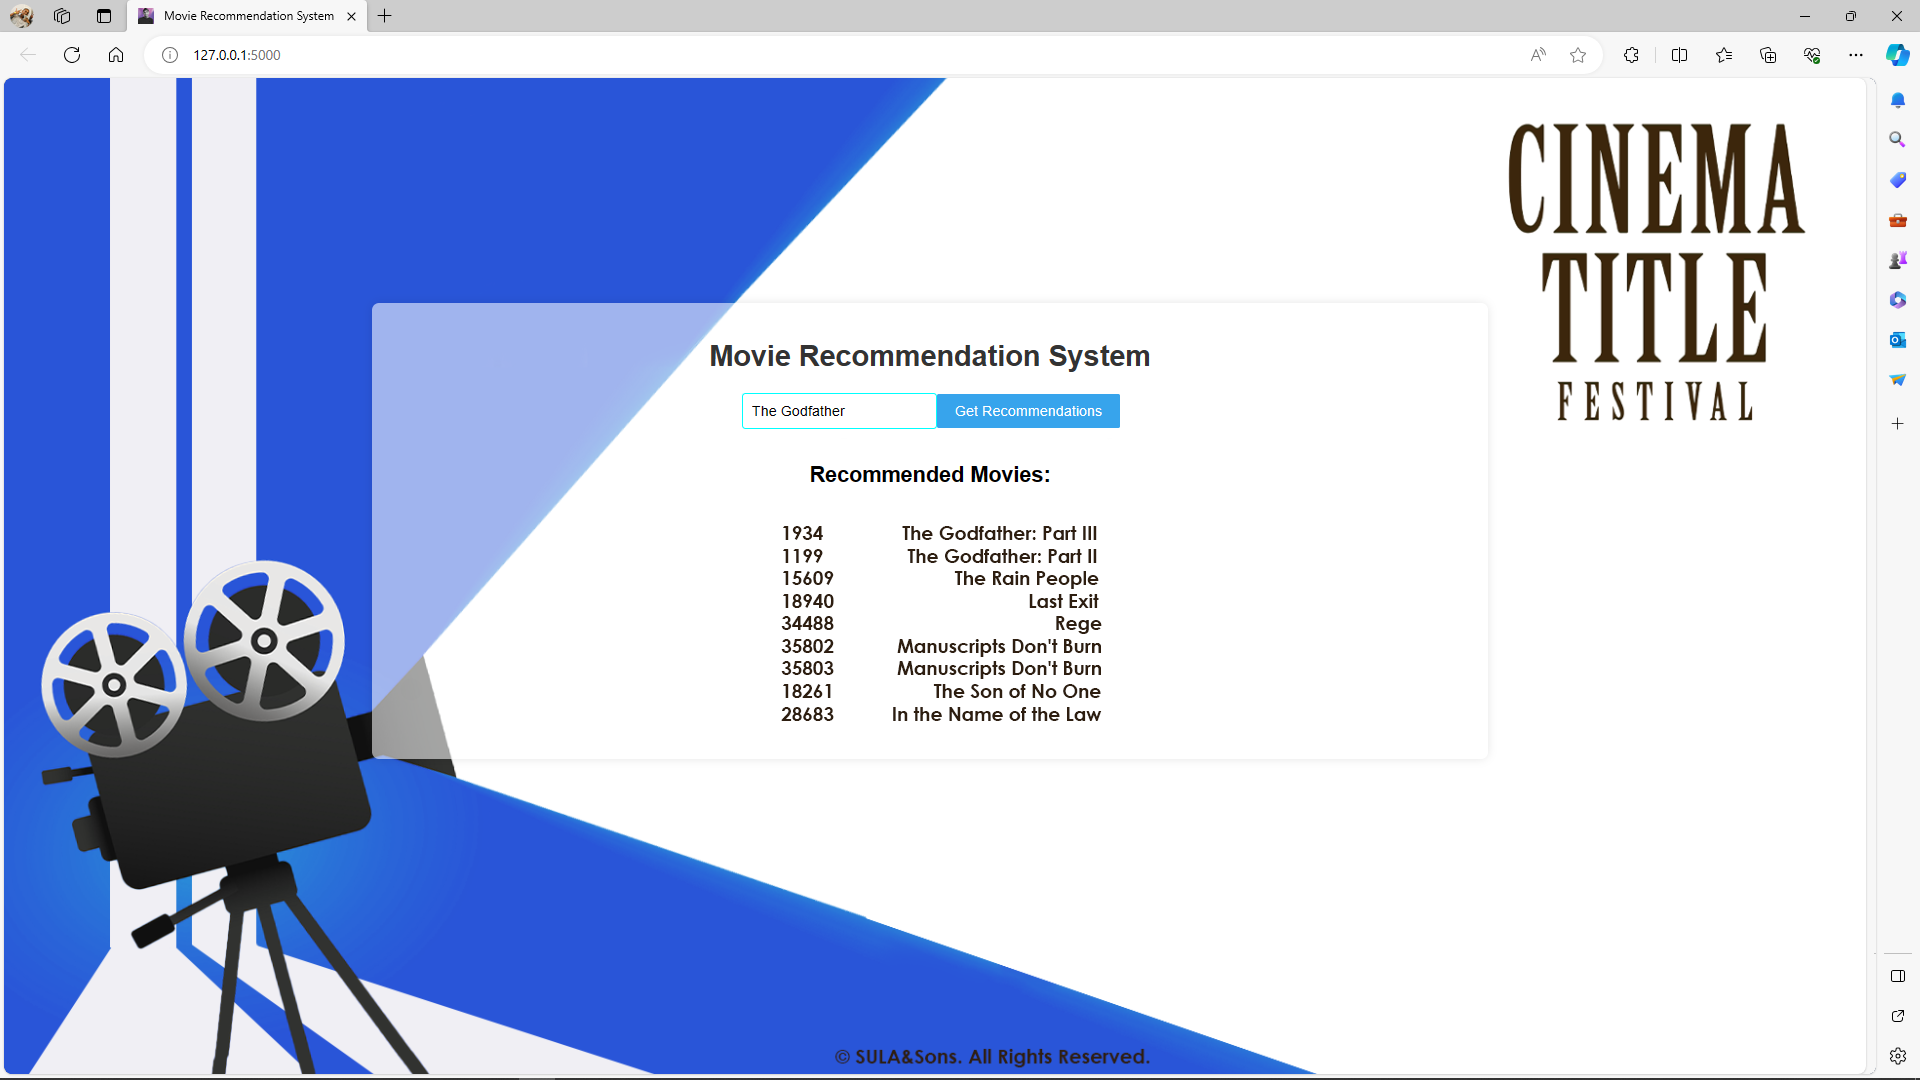 Movie Recommendation System
127.0.0.1:5000
CINEMA
TITLE
FESTIVAL
Movie Recommendation System
The Godfather
Get Recommendations
Recommended Movies:
1934 The Godfather: Part III
1199 The Godfather: Part II
15609 The Rain People
18940 Last Exit
34488 Rege
35802 Manuscripts Don't Burn
35803 Manuscripts Don't Burn
18261 The Son of No One
28683 In the Name of the Law
© SULA&Sons. All Rights Reserved.